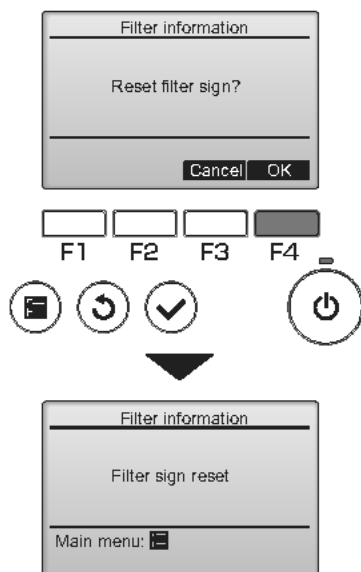 Filter information
Reset filter sign?
Cancel OK
F1 F2 F3 F4
Filter information
Filter sign reset
Main menu: